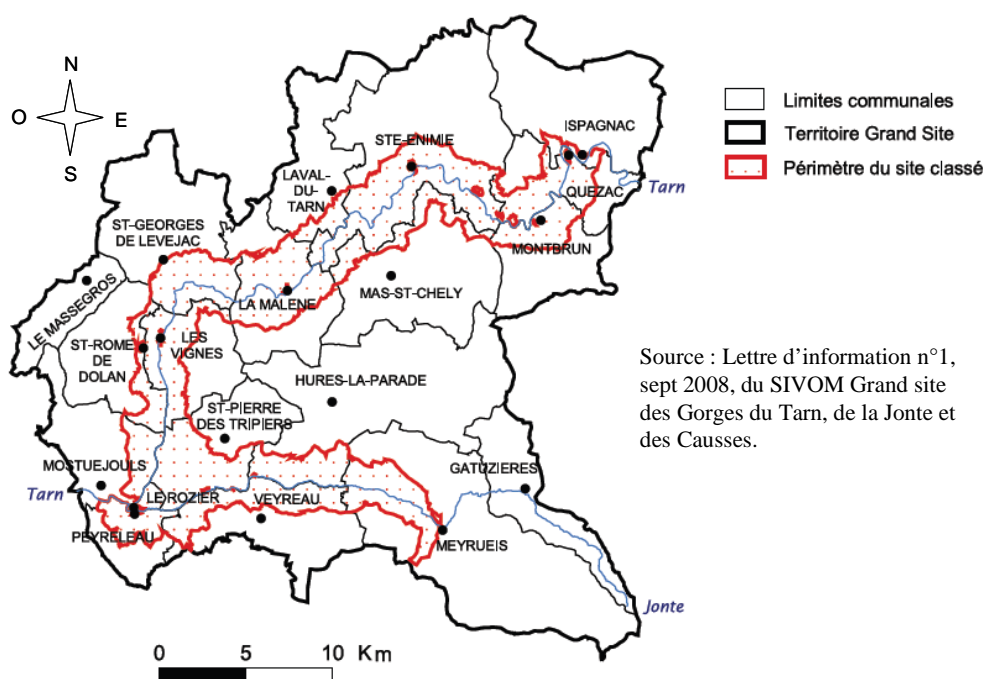 N
O
E
S
Limites communales
Territoire Grand Site
Périmètre du site classé
ISPAGNAC
STE-ENIMIE
LAVAL-
DU-
TARN
QUEZAC
Tarn
ST-GEORGES
DE LEVEJAC
MONTBRUN
LE MASSEGROS
LA MALENE
MAS-ST-CHELY
ST-ROME
DE
DOLAN
LES
VIGNES
HURES-LA-PARADE
ST-PIERRE
DES TRIPIERS
Source : Lettre d'information n°1,
sept 2008, du SIVOM Grand site
des Gorges du Tarn, de la Jonte et
des Causses.
MOSTUEJOULS
GATUZIERES
Tarn
LE ROZIER
VEYREAU
PEYRELEAU
MEYRUEIS
Jonte
0 5 10 Km